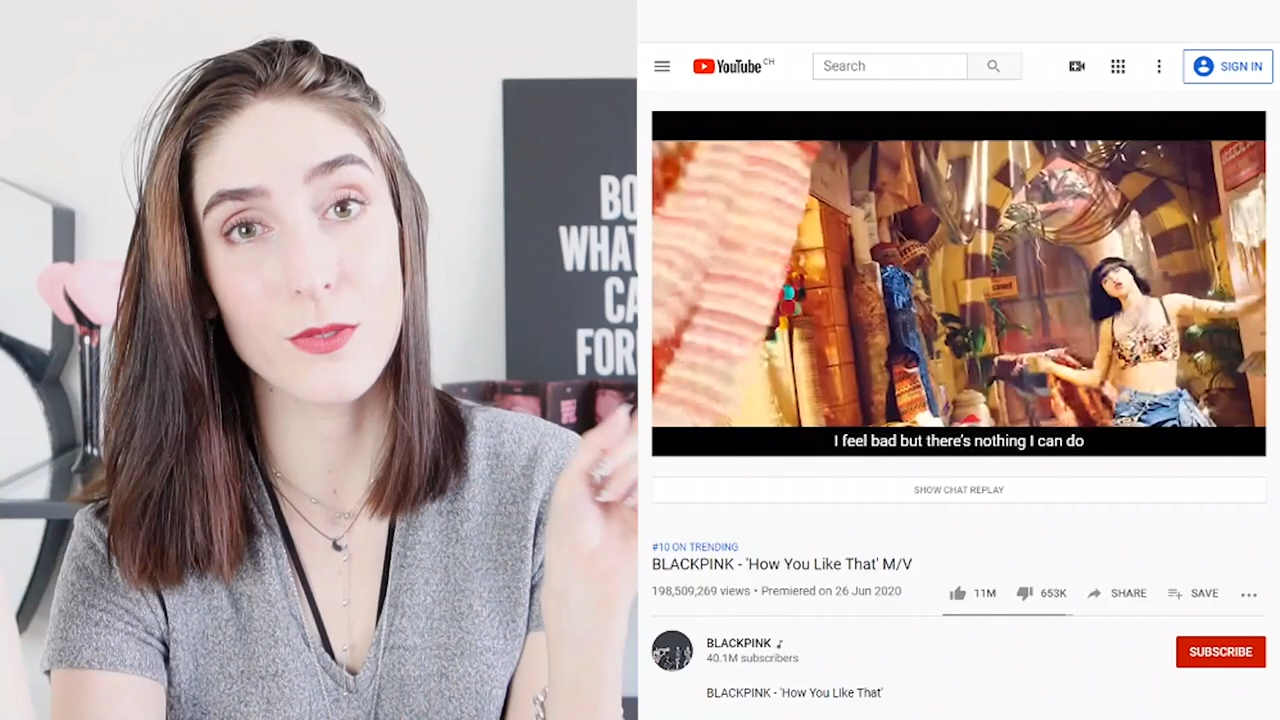 BO
WHAT
CA
FOR
YouTube CH
Search
SIGN IN
I feel bad but there's nothing I can do
SHOW CHAT REPLAY
#10 ON TRENDING
BLACKPINK - 'How You Like That' M/V
198,509,269 views • Premiered on 26 Jun 2020
11M 653K SHARE SAVE
BLACKPINK
40.1M subscribers
SUBSCRIBE
BLACKPINK - 'How You Like That'